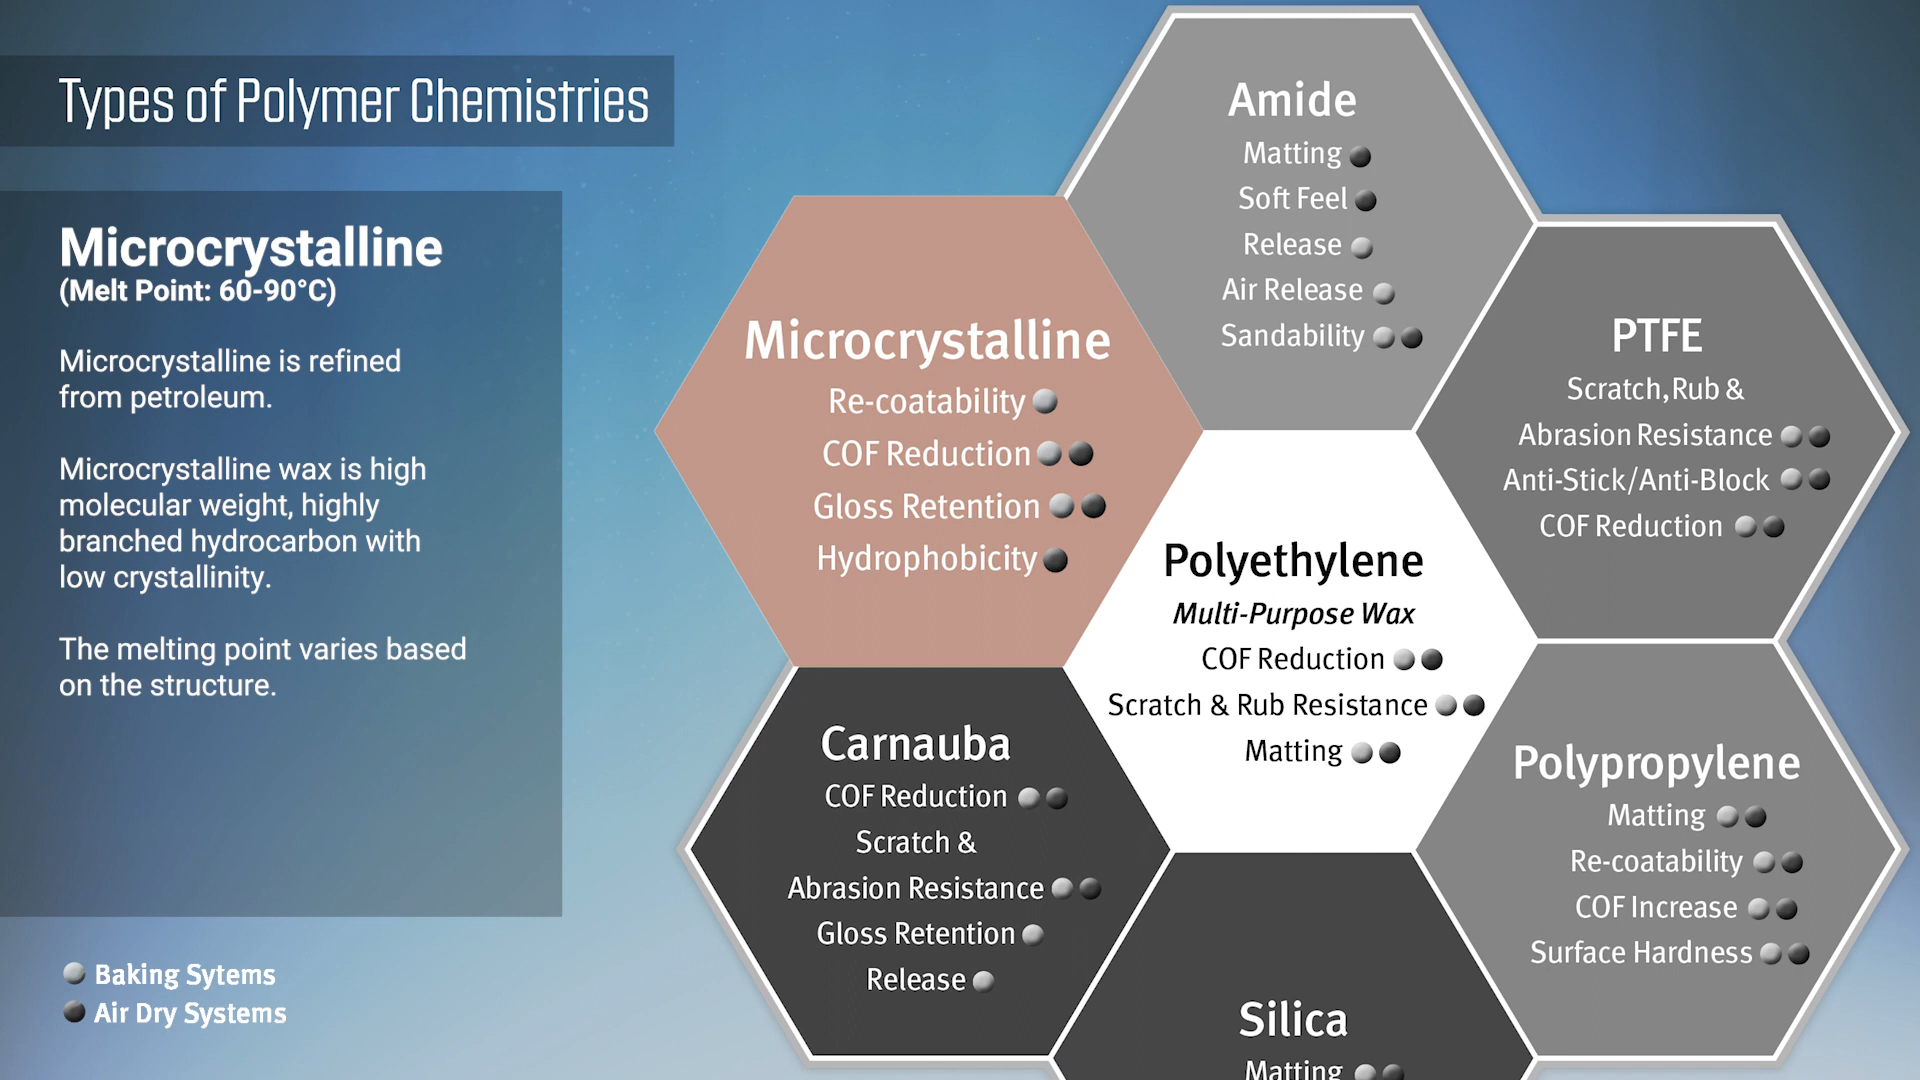 Types of Polymer Chemistries
Microcrystalline
(Melt Point: 60-90°C)
Microcrystalline is refined
from petroleum.
Microcrystalline wax is high
molecular weight, highly
branched hydrocarbon with
low crystallinity.
The melting point varies based
on the structure.
Baking Sytems
Air Dry Systems
Amide
Matting
Soft Feel
Release
Air Release
Sandability
Microcrystalline
Re-coatability
COF Reduction
Gloss Retention
Hydrophobicity
PTFE
Scratch, Rub &
Abrasion Resistance
Anti-Stick/Anti-Block
COF Reduction
Polyethylene
Multi-Purpose Wax
COF Reduction
Scratch & Rub Resistance
Matting
Carnauba
COF Reduction
Scratch &
Abrasion Resistance
Gloss Retention
Release
Polypropylene
Matting
Re-coatability
COF Increase
Surface Hardness
Silica
Matting